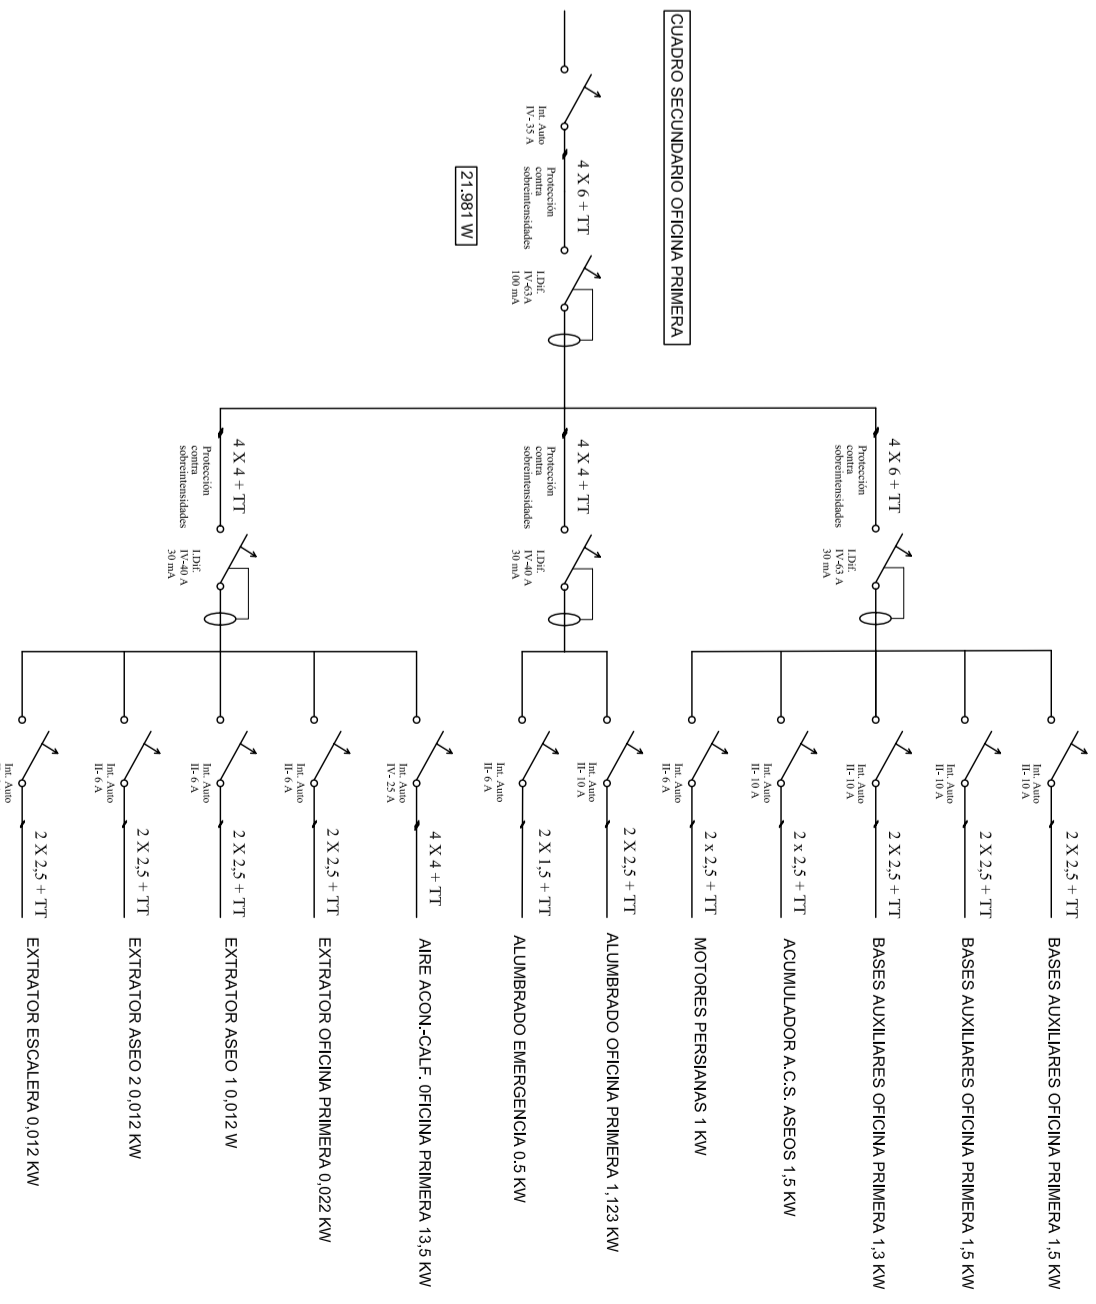 CUADRO SECUNDARIO OFICINA PRIMERA
Int. Auto
IV- 35 A
4 X 6 + TT
Protección
contra
sobreintensidades
21.981 W
I.Dif.
IV-63A
100 mA
4 X 6 + TT
Protección
contra
sobreintensidades
I.Dif.
IV-63 A
30 mA
Int. Auto
II- 10 A
2 X 2,5 + TT
BASES AUXILIARES OFICINA PRIMERA 1,5 KW
Int. Auto
II- 10 A
2 X 2,5 + TT
BASES AUXILIARES OFICINA PRIMERA 1,5 KW
Int. Auto
II- 10 A
2 X 2,5 + TT
BASES AUXILIARES OFICINA PRIMERA 1,3 KW
Int. Auto
II- 10 A
2 x 2,5 + TT
ACUMULADOR A.C.S. ASEOS 1,5 KW
Int. Auto
II- 6 A
2 x 2,5 + TT
MOTORES PERSIANAS 1 KW
4 X 4 + TT
Protección
contra
sobreintensidades
I.Dif.
IV-40 A
30 mA
Int. Auto
II- 10 A
2 X 2,5 + TT
ALUMBRADO OFICINA PRIMERA 1,123 KW
Int. Auto
II- 6 A
2 X 1,5 + TT
ALUMBRADO EMERGENCIA 0.5 KW
4 X 4 + TT
Protección
contra
sobreintensidades
I.Dif.
IV-40 A
30 mA
Int. Auto
IV- 25 A
4 X 4 + TT
AIRE ACON.-CALF. 0FICINA PRIMERA 13,5 KW
Int. Auto
II- 6 A
2 X 2,5 + TT
EXTRATOR OFICINA PRIMERA 0,022 KW
Int. Auto
II- 6 A
2 X 2,5 + TT
EXTRATOR ASEO 1 0,012 W
Int. Auto
II- 6 A
2 X 2,5 + TT
EXTRATOR ASEO 2 0,012 KW
Int. Auto
2 X 2,5 + TT
EXTRATOR ESCALERA 0,012 KW